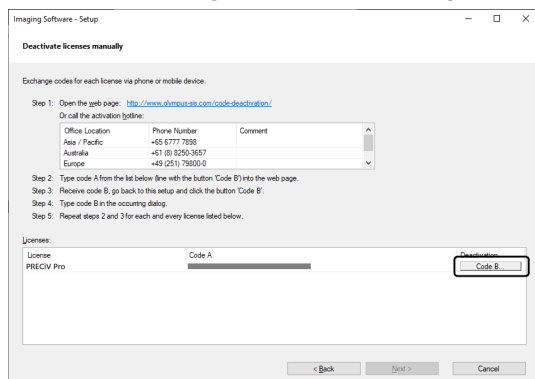 Imaging Software - Setup
Deactivate licenses manually
Exchange codes for each license via phone or mobile device.
Step 1: Open the web page: http://www.olympus-sis.com/code-deactivation/
Or call the activation hotline:
Office Location Phone Number Comment
Asia / Pacific +65 6777 7898
Australia +61 (8) 8250-3657
Europe +49 (251) 79800-0
Step 2: Type code A from the list below (line with the button 'Code B') into the web page.
Step 3: Receive code B, go back to this setup and click the button 'Code B'.
Step 4: Type code B in the occurring dialog.
Step 5: Repeat steps 2 and 3 for each and every license listed below.
Licenses:
License Code A Deactivation
PRECiV Pro Code B...
< Back Next > Cancel